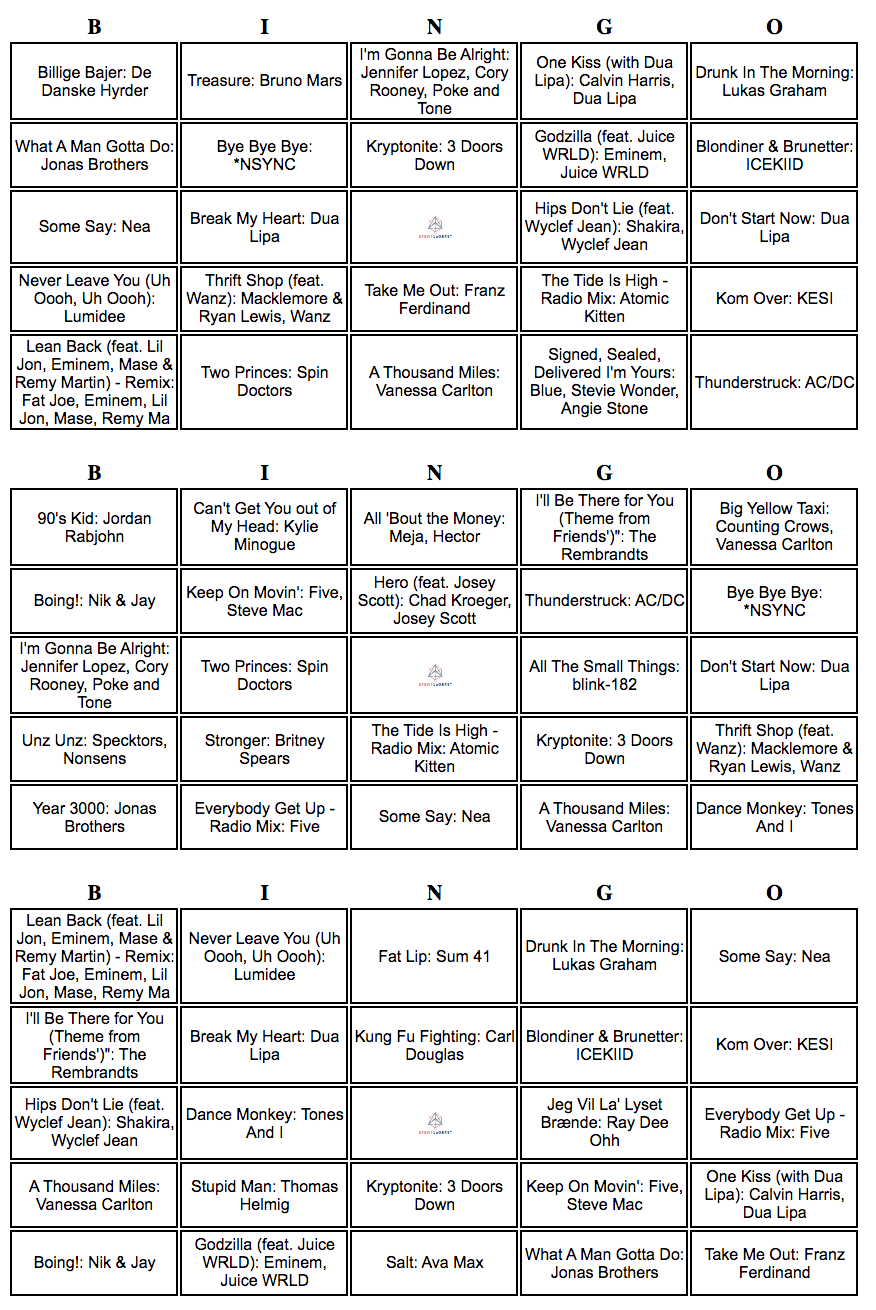 B
I
N
G
O
Billige Bajer: De
Danske Hyrder
Treasure: Bruno Mars
I'm Gonna Be Alright:
Jennifer Lopez, Cory
Rooney, Poke and
Tone
One Kiss (with Dua
Lipa): Calvin Harris,
Dua Lipa
Drunk In The Morning:
Lukas Graham
What A Man Gotta Do:
Jonas Brothers
Bye Bye Bye:
*NSYNC
Kryptonite: 3 Doors
Down
Godzilla (feat. Juice
WRLD): Eminem,
Juice WRLD
Blondiner & Brunetter:
ICEKIID
Some Say: Nea
Break My Heart: Dua
Lipa
Hips Don't Lie (feat.
Wyclef Jean): Shakira,
Wyclef Jean
Don't Start Now: Dua
Lipa
Never Leave You (Uh
Oooh, Uh Oooh):
Lumidee
Thrift Shop (feat.
Wanz): Macklemore &
Ryan Lewis, Wanz
Take Me Out: Franz
Ferdinand
The Tide Is High -
Radio Mix: Atomic
Kitten
Kom Over: KESI
Lean Back (feat. Lil
Jon, Eminem, Mase &
Remy Martin) - Remix:
Fat Joe, Eminem, Lil
Jon, Mase, Remy Ma
Two Princes: Spin
Doctors
A Thousand Miles:
Vanessa Carlton
Signed, Sealed,
Delivered I'm Yours:
Blue, Stevie Wonder,
Angie Stone
Thunderstruck: AC/DC
B
I
N
G
O
90's Kid: Jordan
Rabjohn
Can't Get You out of
My Head: Kylie
Minogue
All 'Bout the Money:
Meja, Hector
I'll Be There for You
(Theme from
Friends')": The
Rembrandts
Big Yellow Taxi:
Counting Crows,
Vanessa Carlton
Boing!: Nik & Jay
Keep On Movin': Five,
Steve Mac
Hero (feat. Josey
Scott): Chad Kroeger,
Josey Scott
Thunderstruck: AC/DC
Bye Bye Bye:
*NSYNC
I'm Gonna Be Alright:
Jennifer Lopez, Cory
Rooney, Poke and
Tone
Two Princes: Spin
Doctors
All The Small Things:
blink-182
Don't Start Now: Dua
Lipa
Unz Unz: Specktors,
Nonsens
Stronger: Britney
Spears
The Tide Is High -
Radio Mix: Atomic
Kitten
Kryptonite: 3 Doors
Down
Thrift Shop (feat.
Wanz): Macklemore &
Ryan Lewis, Wanz
Year 3000: Jonas
Brothers
Everybody Get Up -
Radio Mix: Five
Some Say: Nea
A Thousand Miles:
Vanessa Carlton
Dance Monkey: Tones
And I
B
I
N
G
O
Lean Back (feat. Lil
Jon, Eminem, Mase &
Remy Martin) - Remix:
Fat Joe, Eminem, Lil
Jon, Mase, Remy Ma
Never Leave You (Uh
Oooh, Uh Oooh):
Lumidee
Fat Lip: Sum 41
Drunk In The Morning:
Lukas Graham
Some Say: Nea
I'll Be There for You
(Theme from
Friends')": The
Rembrandts
Break My Heart: Dua
Lipa
Kung Fu Fighting: Carl
Douglas
Blondiner & Brunetter:
ICEKIID
Kom Over: KESI
Hips Don't Lie (feat.
Wyclef Jean): Shakira,
Wyclef Jean
Dance Monkey: Tones
And I
Jeg Vil La' Lyset
Brænde: Ray Dee
Ohh
Everybody Get Up -
Radio Mix: Five
A Thousand Miles:
Vanessa Carlton
Stupid Man: Thomas
Helmig
Kryptonite: 3 Doors
Down
Keep On Movin': Five,
Steve Mac
One Kiss (with Dua
Lipa): Calvin Harris,
Dua Lipa
Boing!: Nik & Jay
Godzilla (feat. Juice
WRLD): Eminem,
Juice WRLD
Salt: Ava Max
What A Man Gotta Do:
Jonas Brothers
Take Me Out: Franz
Ferdinand